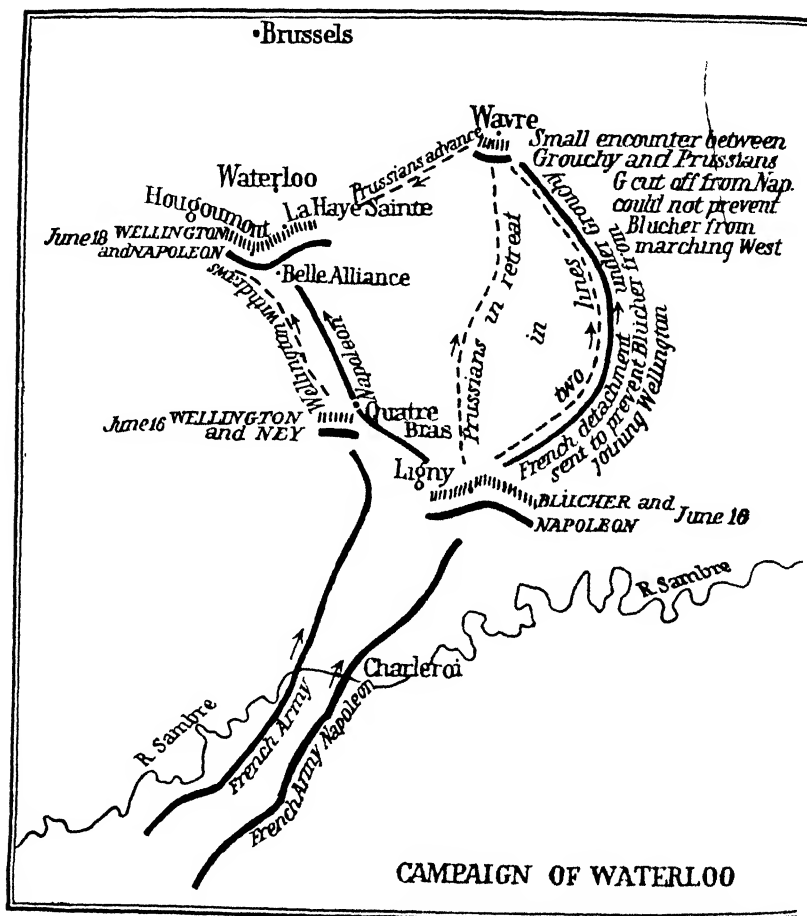 Brussels
Wavre
Small encounter between
Grouchy and Prussians
G cut off from Nap.
could not prevent
Blucher from
marching West
Prussians advance
Waterloo
Hougoumont
La Haye Sainte
June 18 WELLINGTON
and NAPOLEON
Belle Alliance
Wellington withdraws
Napoleon
Prussians in retreat
in
two
lines
under Grouchy
French detachment
sent to prevent Blücher from
joining Wellington
June 16 WELLINGTON
and NEY
Quatre
Bras
Ligny
BLÜCHER and
NAPOLEON
June 16
R. Sambre
Charleroi
R. Sambre
French Army
French Army Napoleon
CAMPAIGN OF WATERLOO